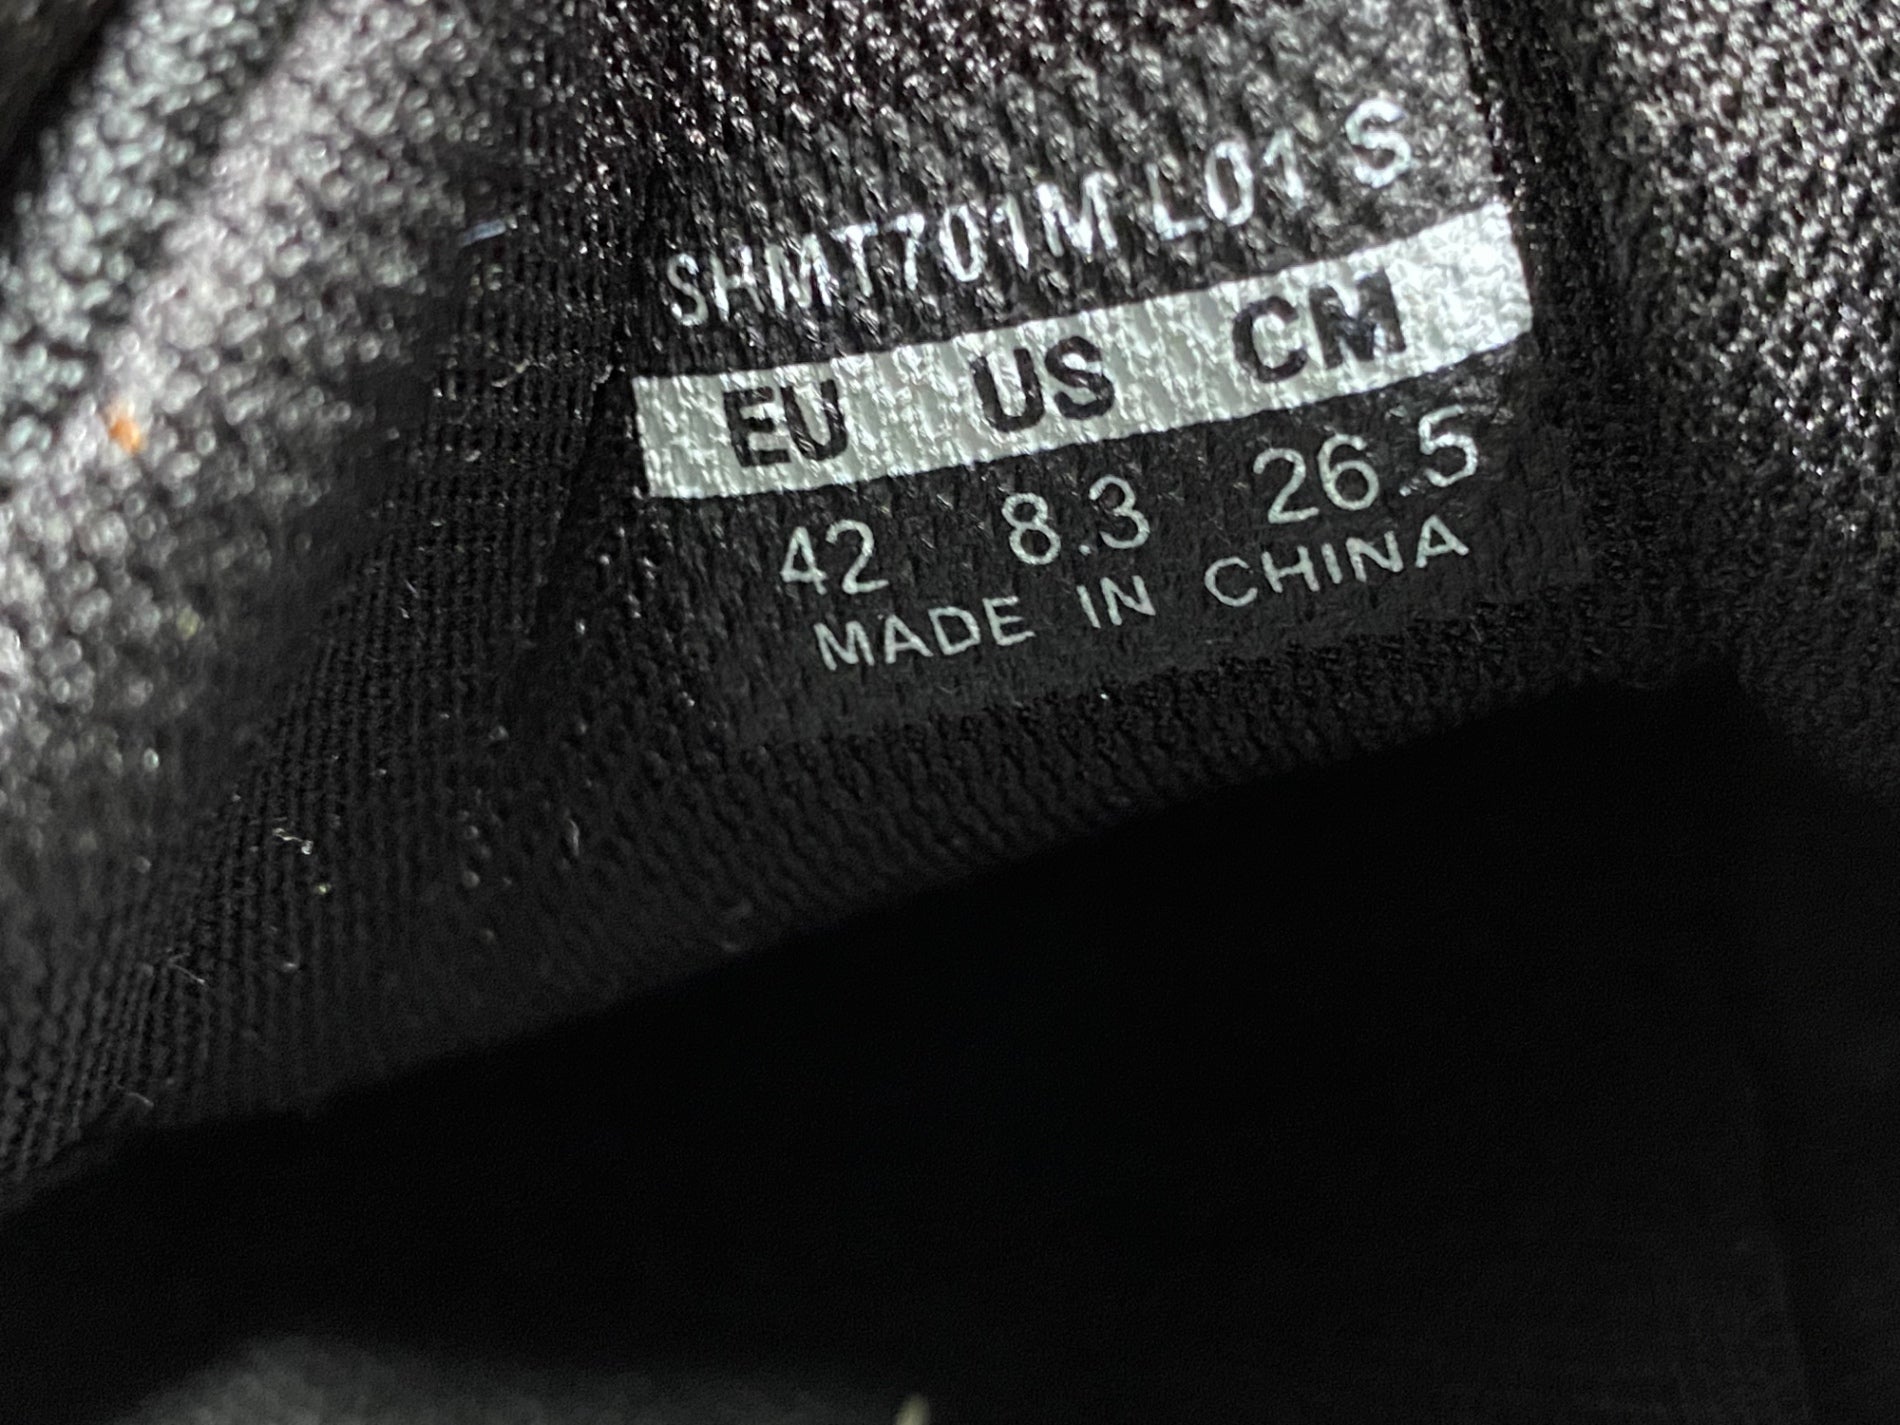 SHMT701M L01 S
EU US CM
42 8.3 26.5
MADE IN CHINA